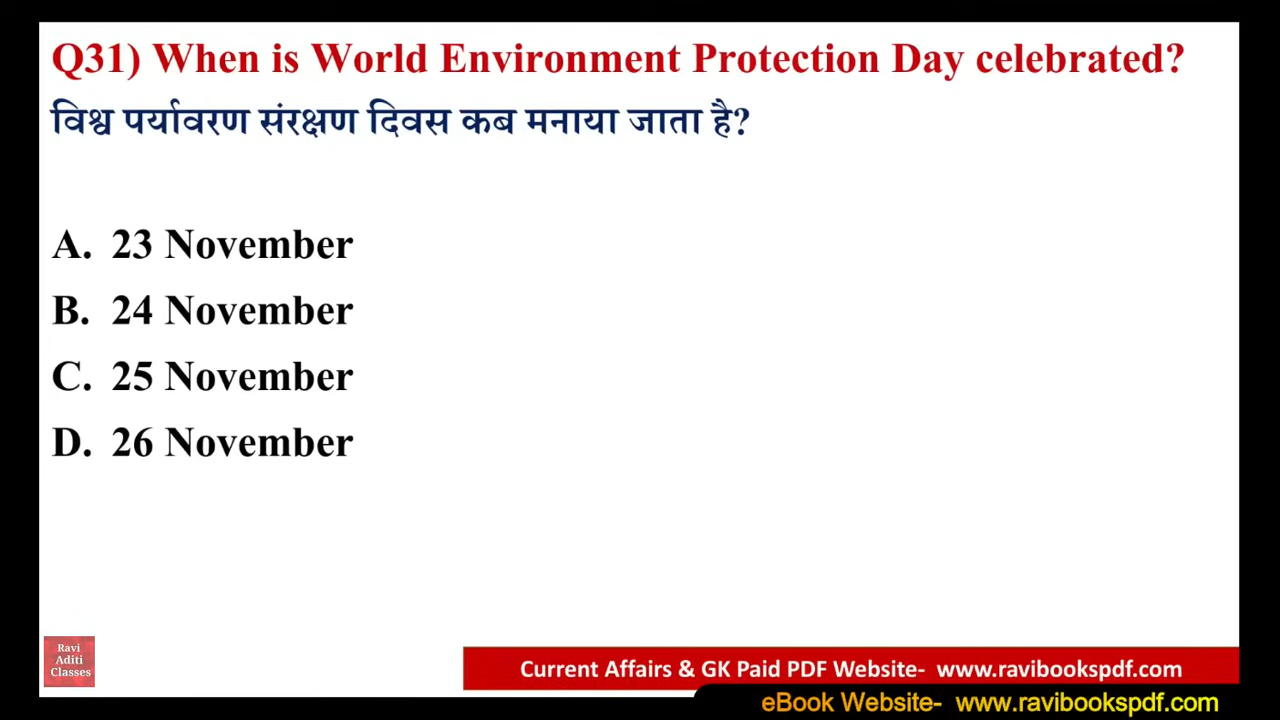 Q31) When is World Environment Protection Day celebrated?
विश्व पर्यावरण संरक्षण दिवस कब मनाया जाता है?
A. 23 November
B. 24 November
C. 25 November
D. 26 November
Ravi
Aditi
Classes
Current Affairs & GK Paid PDF Website- www.ravibookspdf.com
eBook Website- www.ravibookspdf.com